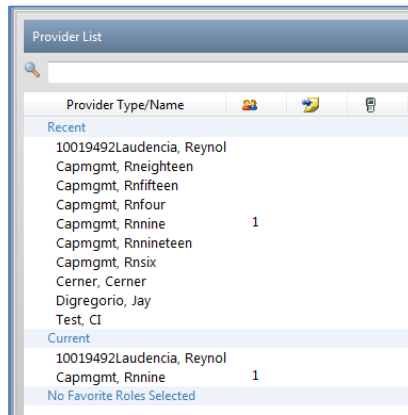 Provider List
Provider Type/Name
Recent
10019492Laudencia, Reynol
Capmgmt, Rneighteen
Capmgmt, Rnfifteen
Capmgmt, Rnfour
Capmgmt, Rnnine 1
Capmgmt, Rnnineteen
Capmgmt, Rnsix
Cerner, Cerner
Digregorio, Jay
Test, CI
Current
10019492Laudencia, Reynol
Capmgmt, Rnnine 1
No Favorite Roles Selected